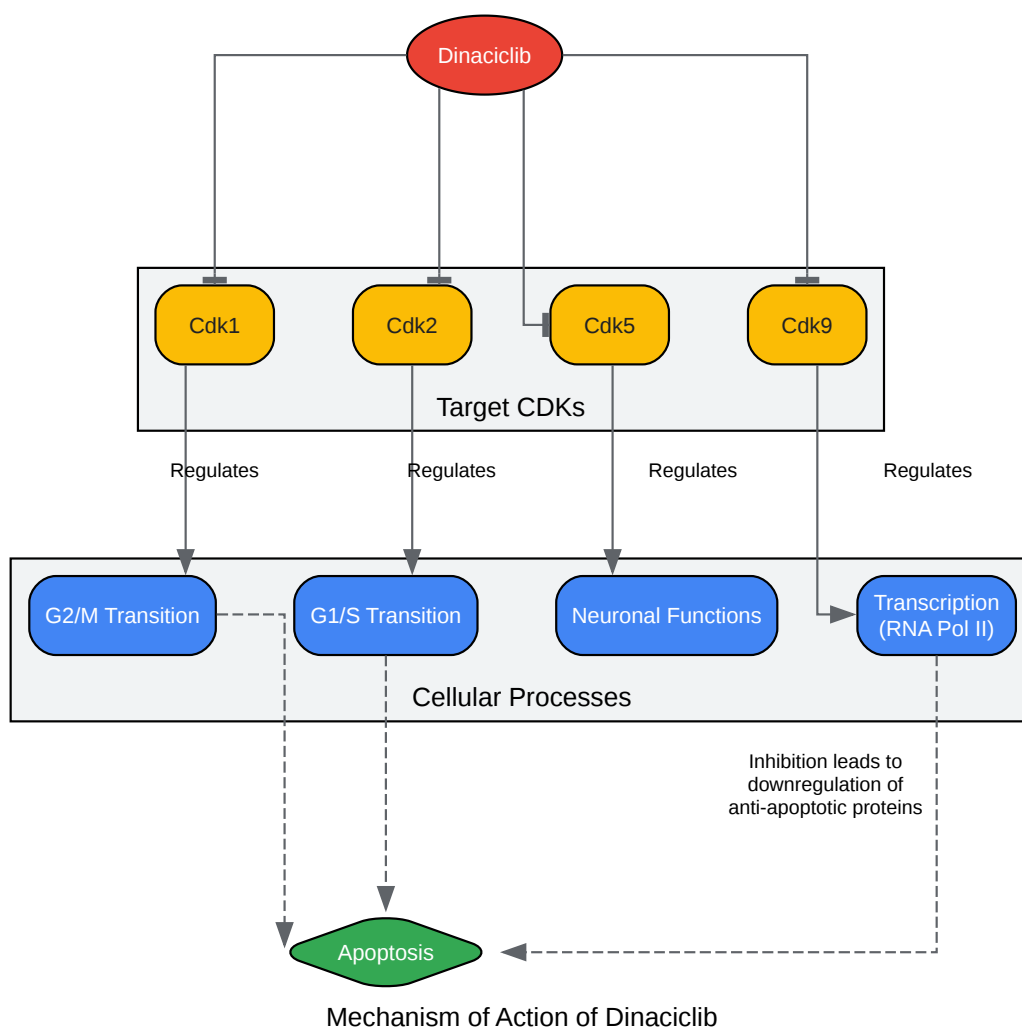 Dinaciclib
Cdk1
Cdk2
Cdk5
Cdk9
Target CDKs
Regulates
Regulates
Regulates
Regulates
G2/M Transition
G1/S Transition
Neuronal Functions
Transcription
(RNA Pol II)
Cellular Processes
Inhibition leads to
downregulation of
anti-apoptotic proteins
Apoptosis
Mechanism of Action of Dinaciclib